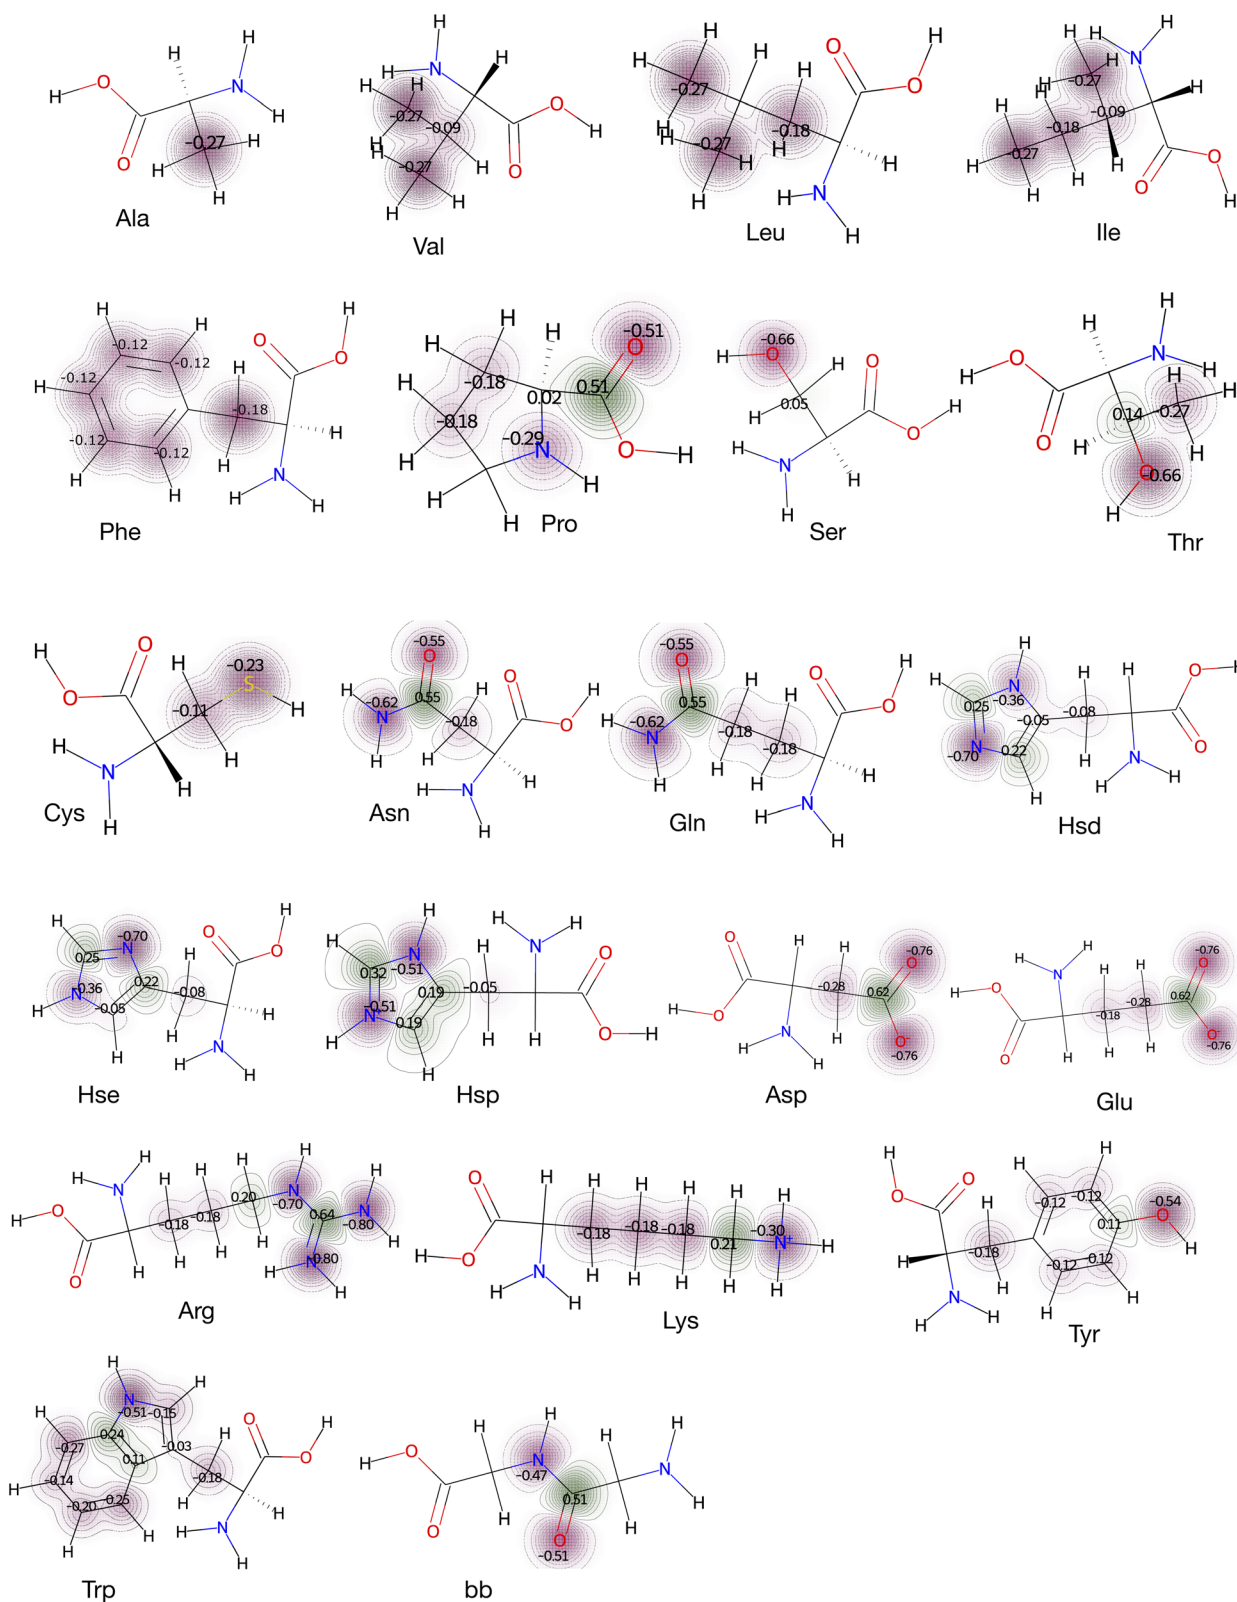 H O O H N H -0.27 H H H
Ala
H N H H H -0.27 -0.09 -0.27 H H H H H O O H
Val
H H H H -0.27 H -0.18 H H -0.27 H H H O O H H N H H
Leu
H H N H H -0.27 H H H -0.18 -0.09 -0.27 H H H H H O O H
Ile
H H H H H -0.12 -0.12 -0.12 -0.12 -0.12 H H -0.18 O O H H N H H
Phe
H H H H H H H -0.18 -0.18 0.02 -0.29 N H 0.51 -0.51 O O H
Pro
-0.66 H O H H 0.05 O O H H N H H
Ser
H O O H N H H H H H 0.14 -0.27 -0.66 O H H
Thr
H O O H -0.23 S H -0.11 H H N H H
Cys
-0.55 O 0.55 H -0.62 N H H H -0.18 O O H H N H H
Asn
-0.55 O 0.55 H -0.62 N H H H -0.18 -0.18 H H O O H H N H H
Gln
H N -0.36 H 0.25 -0.05 -0.08 N -0.70 0.22 H H H H O O H N H H
Hsd
H -0.70 N 0.25 0.22 -0.36 N H -0.05 H H H -0.08 O O H H N H H
Hse
H N H -0.51 0.32 0.19 -0.51 N+ H 0.19 H H H -0.05 H N H H O O H
Hsp
O O H H H H N H H -0.28 0.62 O -0.76 O- -0.76
Asp
H N H H O O H H H H H -0.18 -0.28 0.62 O -0.76 O- -0.76
Glu
H O O H N H H H H H H H H -0.18 -0.18 0.20 H N -0.70 0.64 H N H -0.80 H N+ H -0.80
Arg
O O H H H N H H H H H H H H H -0.18 -0.18 -0.18 0.21 -0.30 N+ H H H
Lys
H O O H H N H H H -0.18 H H H H -0.12 -0.12 -0.12 0.12 0.11 -0.54 O H
Tyr
H N -0.51 -0.15 H H -0.27 0.24 -0.03 H -0.14 0.11 -0.20 0.25 H H H H -0.18 O O H H N H H
Trp
H O O H H H N -0.47 0.51 O -0.51 H H N H H
bb